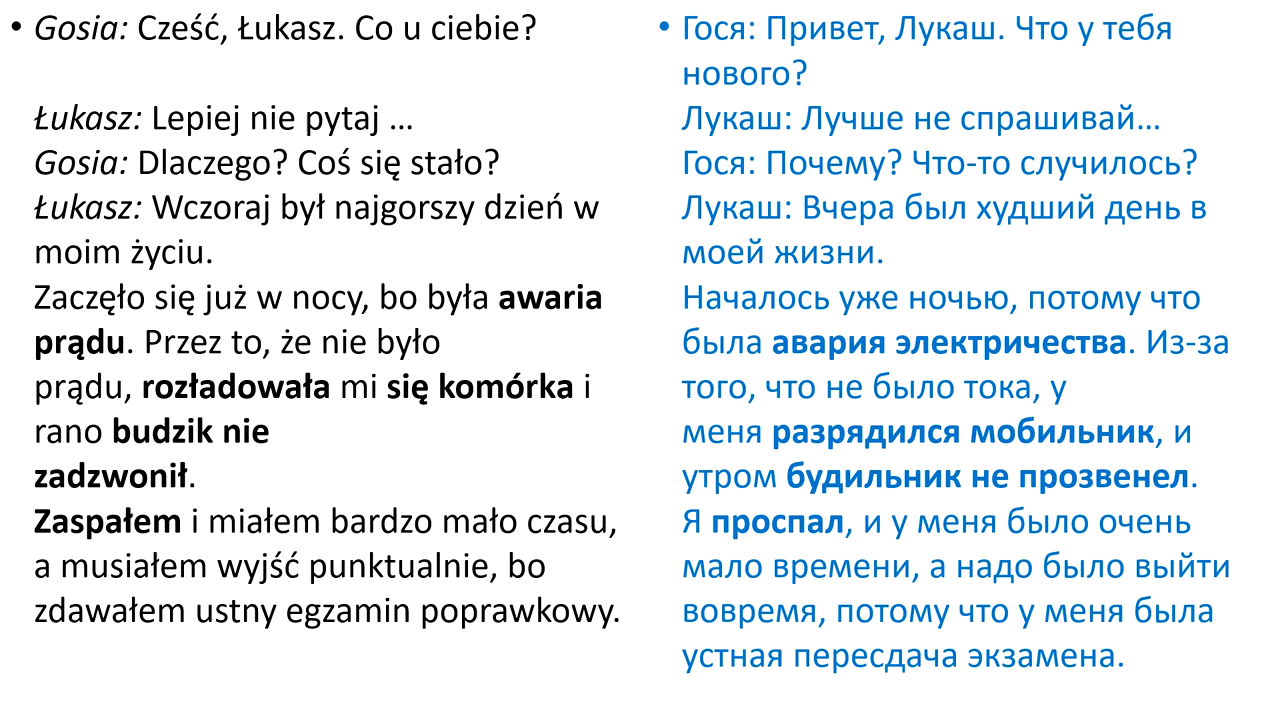 • Gosia: Cześć, Łukasz. Co u ciebie?
Łukasz: Lepiej nie pytaj …
Gosia: Dlaczego? Coś się stało?
Łukasz: Wczoraj był najgorszy dzień w
moim życiu.
Zaczęło się już w nocy, bo była awaria
prądu. Przez to, że nie było
prądu, rozładowała mi się komórka i
rano budzik nie
zadzwonił.
Zaspałem i miałem bardzo mało czasu,
a musiałem wyjść punktualnie, bo
zdawałem ustny egzamin poprawkowy.
• Гося: Привет, Лукаш. Что у тебя
нового?
Лукаш: Лучше не спрашивай…
Гося: Почему? Что-то случилось?
Лукаш: Вчера был худший день в
моей жизни.
Началось уже ночью, потому что
была авария электричества. Из-за
того, что не было тока, у
меня разрядился мобильник, и
утром будильник не прозвенел.
Я проспал, и у меня было очень
мало времени, а надо было выйти
вовремя, потому что у меня была
устная пересдача экзамена.